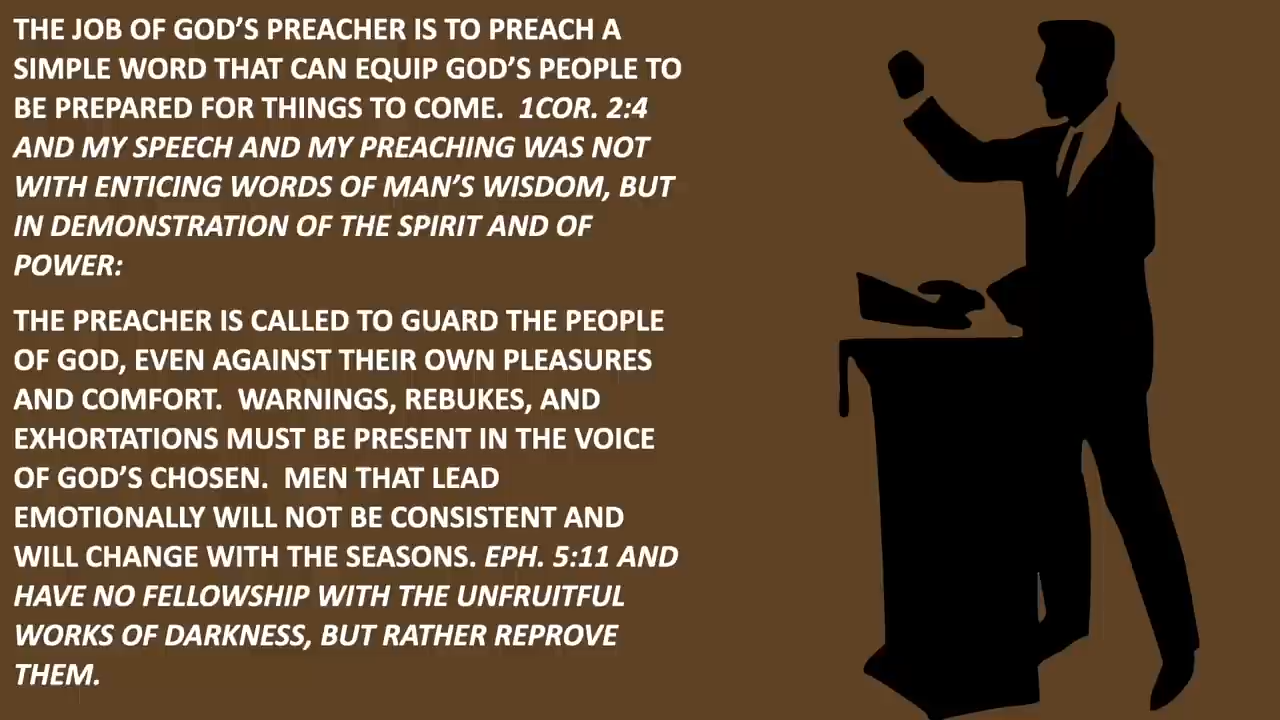 THE JOB OF GOD’S PREACHER IS TO PREACH A
SIMPLE WORD THAT CAN EQUIP GOD’S PEOPLE TO
BE PREPARED FOR THINGS TO COME.  1COR. 2:4
AND MY SPEECH AND MY PREACHING WAS NOT
WITH ENTICING WORDS OF MAN’S WISDOM, BUT
IN DEMONSTRATION OF THE SPIRIT AND OF
POWER:
THE PREACHER IS CALLED TO GUARD THE PEOPLE
OF GOD, EVEN AGAINST THEIR OWN PLEASURES
AND COMFORT.  WARNINGS, REBUKES, AND
EXHORTATIONS MUST BE PRESENT IN THE VOICE
OF GOD’S CHOSEN.  MEN THAT LEAD
EMOTIONALLY WILL NOT BE CONSISTENT AND
WILL CHANGE WITH THE SEASONS. EPH. 5:11 AND
HAVE NO FELLOWSHIP WITH THE UNFRUITFUL
WORKS OF DARKNESS, BUT RATHER REPROVE
THEM.